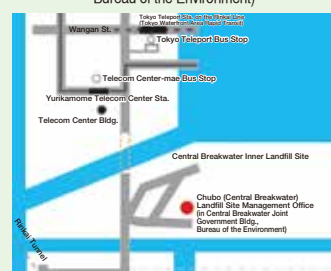 Bureau of the Environment)
Tokyo Teleport Sta. on the Rinkai Line
(Tokyo Waterfront Area Rapid Transit)
Wangan St.
Tokyo Teleport Bus Stop
Telecom Center-mae Bus Stop
Yurikamome Telecom Center Sta.
Telecom Center Bldg.
Central Breakwater Inner Landfill Site
Chubo (Central Breakwater)
Landfill Site Management Office
(in Central Breakwater Joint
Government Bldg.,
Bureau of the Environment)
Rinkai Tunnel